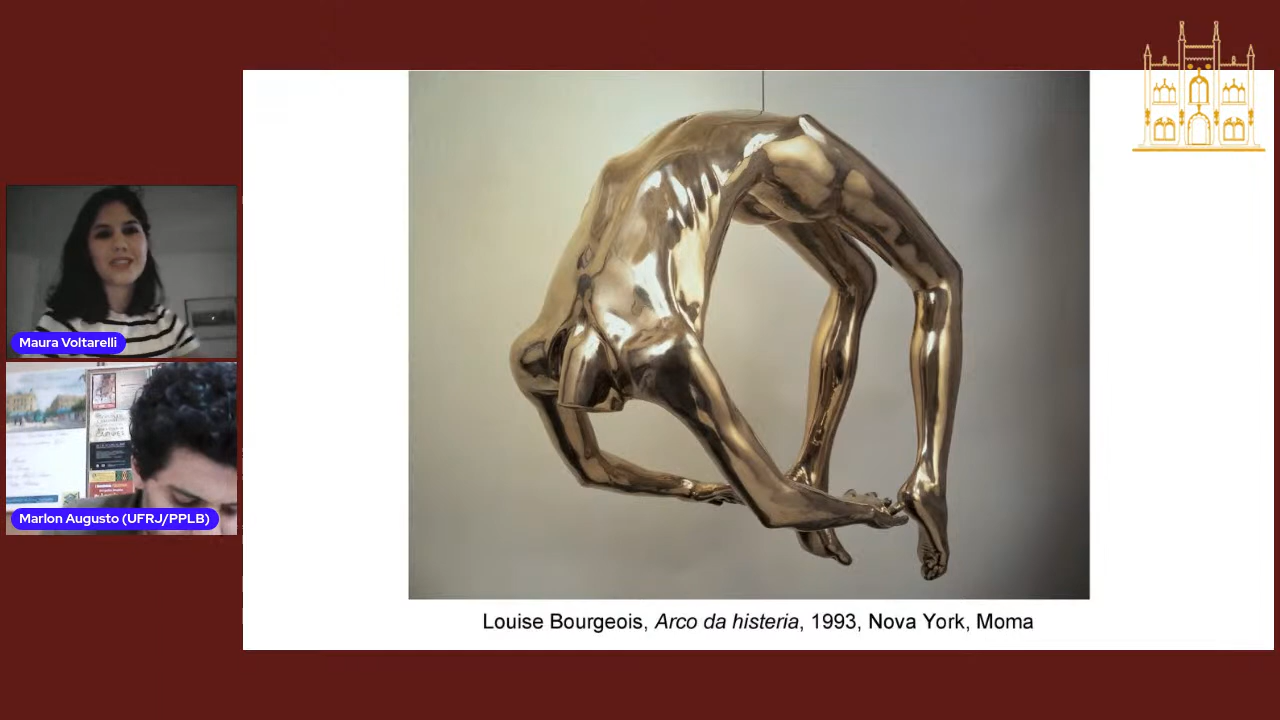 Maura Voltarelli
Marlon Augusto (UFRJ/PPLB)
Louise Bourgeois, Arco da histeria, 1993, Nova York, Moma